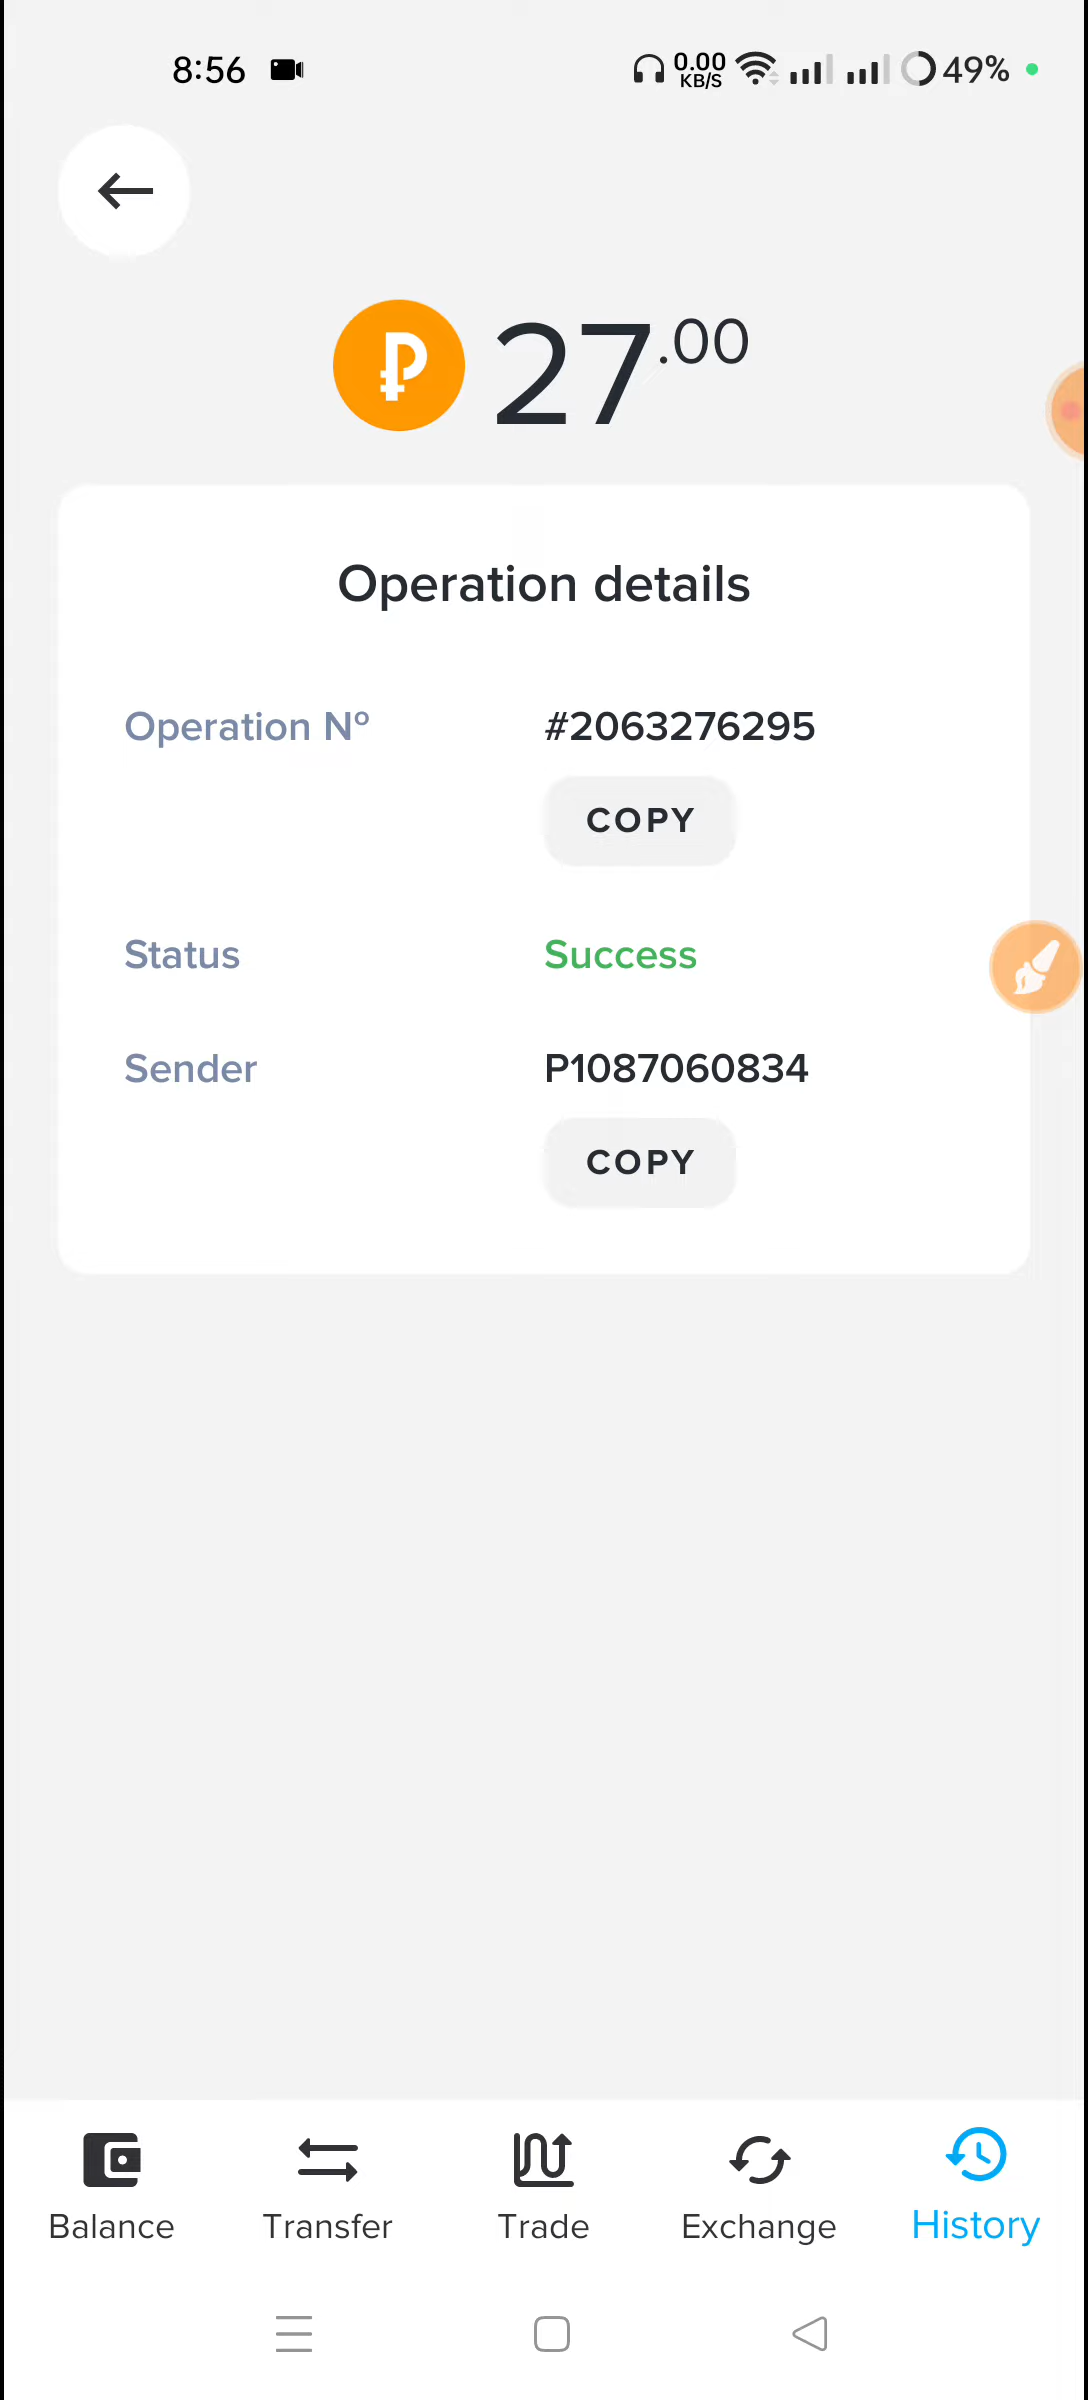 8:56
0.00
KB/S
49%
27.00
Operation details
Operation Nº #2063276295
COPY
Status Success
Sender P1087060834
COPY
Balance Transfer Trade Exchange History